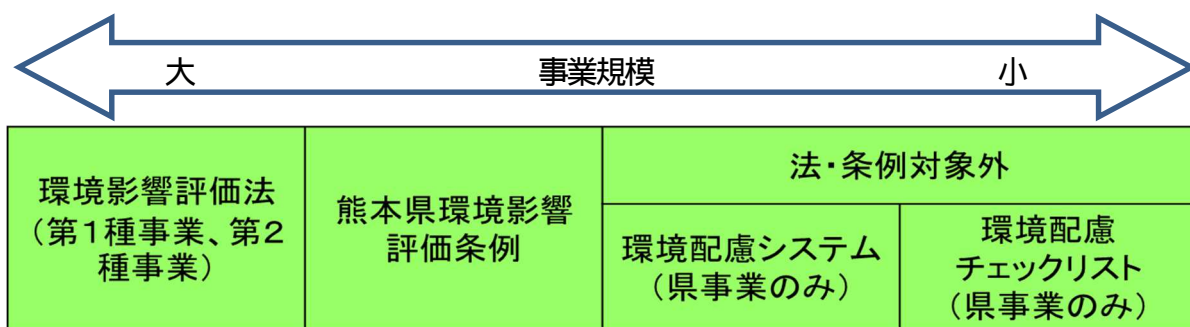 大 事業規模 小
環境影響評価法
(第1種事業、第2
種事業)
熊本県環境影響
評価条例
法・条例対象外
環境配慮システム
(県事業のみ)
環境配慮
チェックリスト
(県事業のみ)